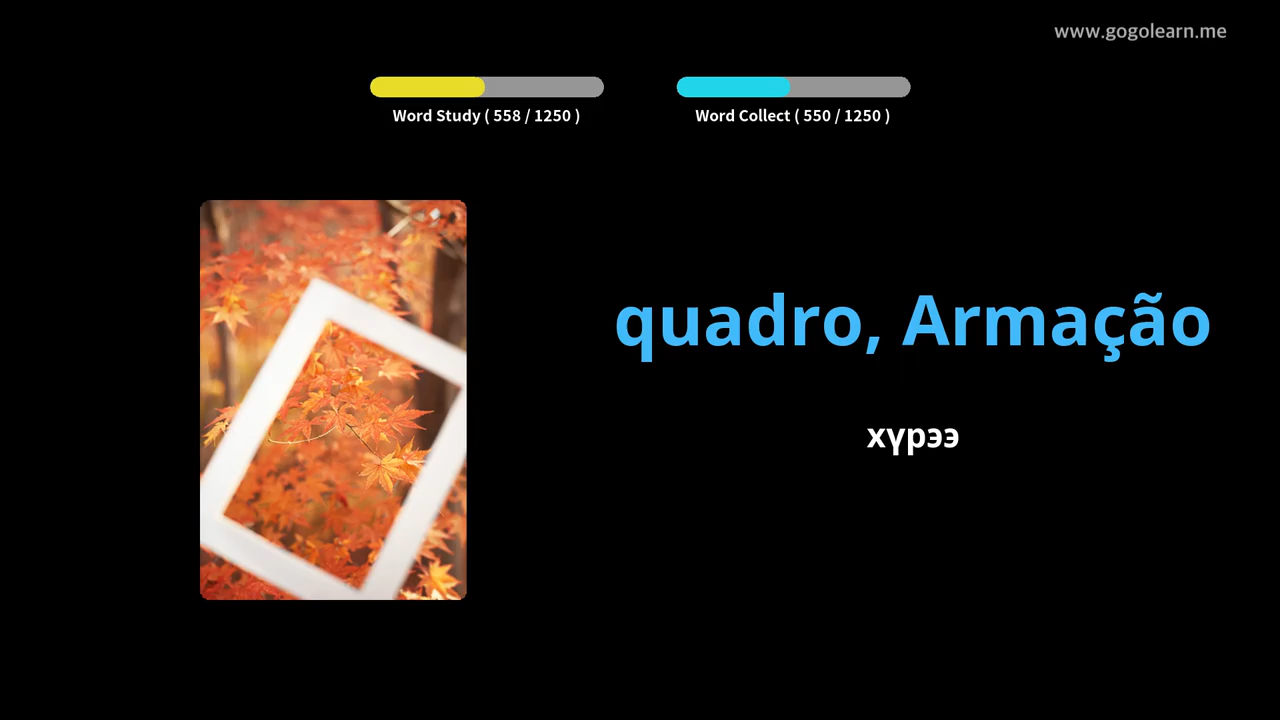 www.gogolearn.me
Word Study ( 558 / 1250 )
Word Collect ( 550 / 1250 )
quadro, Armação
хүрээ